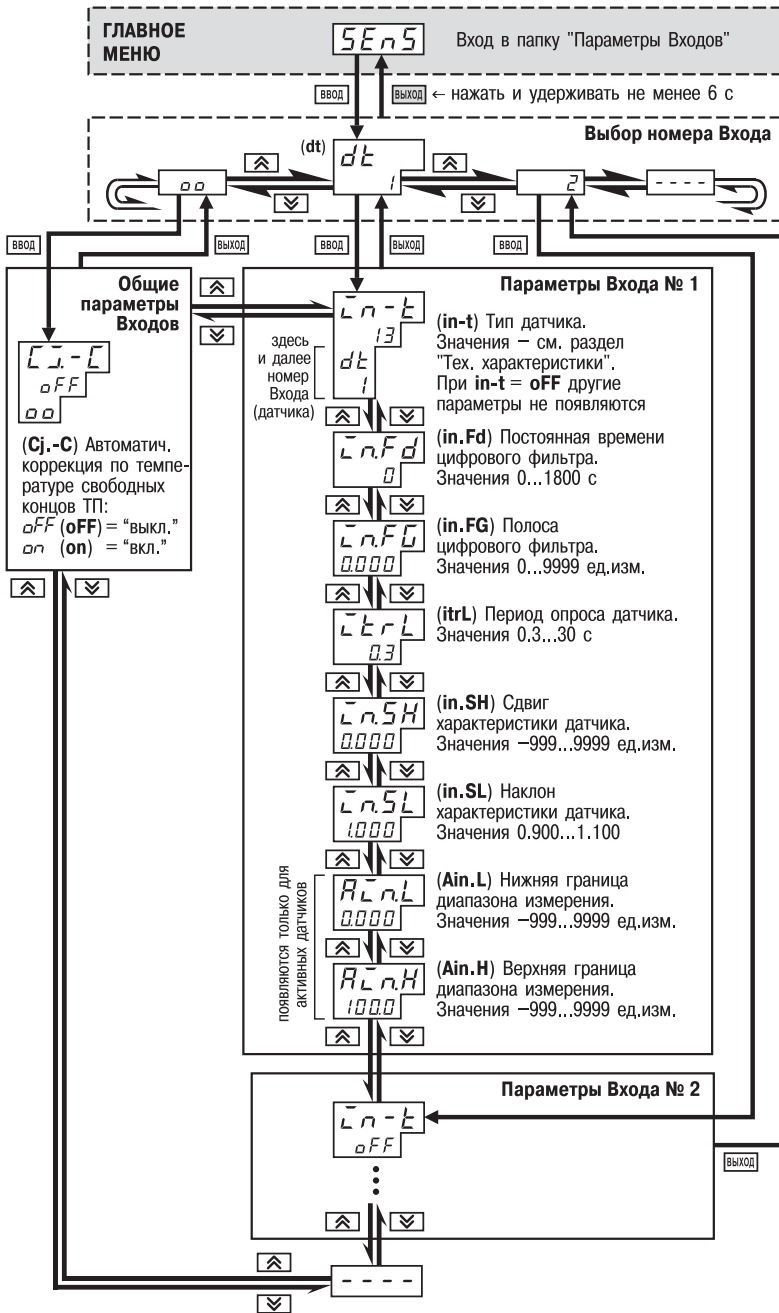 ГЛАВНОЕ
МЕНЮ
SEnS
Вход в папку "Параметры Входов"
ВВОД
ВЫХОД ← нажать и удерживать не менее 6 с
Выбор номера Входа
(dt)
dt
1
oo
2
- - - -
ВВОД
ВЫХОД
ВВОД
ВЫХОД
ВВОД
Общие
параметры
Входов
Cj.-C
oFF
oo
(Cj.-C) Автоматич.
коррекция по темпе-
ратуре свободных
концов ТП:
oFF (oFF) = “выкл.”
on (on) = “вкл.”
Параметры Входа № 1
in-t
13
dt
1
здесь
и далее
номер
Входа
(датчика)
(in-t) Тип датчика.
Значения – см. раздел
"Тех. характеристики".
При in-t = oFF другие
параметры не появляются
in.Fd
0
(in.Fd) Постоянная времени
цифрового фильтра.
Значения 0...1800 с
in.FG
0.000
(in.FG) Полоса
цифрового фильтра.
Значения 0...9999 ед.изм.
itrL
0.3
(itrL) Период опроса датчика.
Значения 0.3...30 с
in.SH
0.000
(in.SH) Сдвиг
характеристики датчика.
Значения –999...9999 ед.изм.
in.SL
1.000
(in.SL) Наклон
характеристики датчика.
Значения 0.900...1.100
появляются только для
активных датчиков
Ain.L
0.000
(Ain.L) Нижняя граница
диапазона измерения.
Значения –999...9999 ед.изм.
Ain.H
100.0
(Ain.H) Верхняя граница
диапазона измерения.
Значения –999...9999 ед.изм.
Параметры Входа № 2
in-t
oFF
ВЫХОД
- - - -